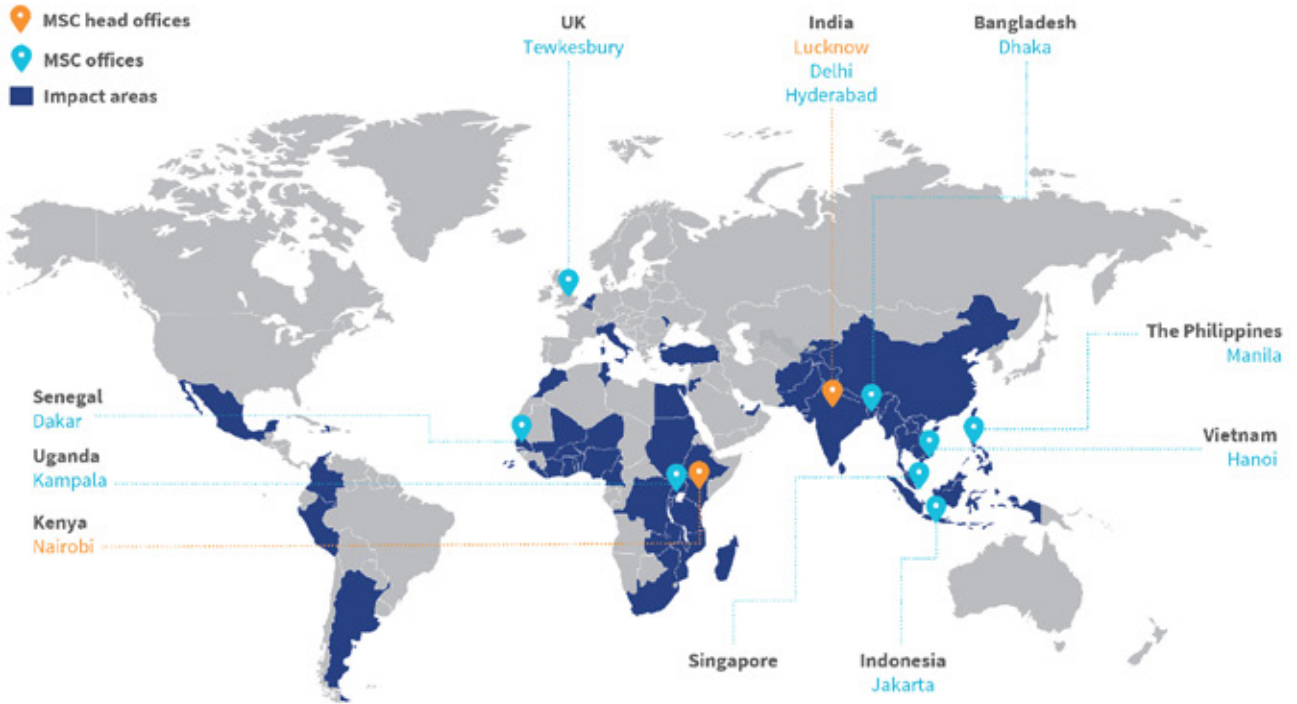 MSC head offices
MSC offices
Impact areas
UK
Tewkesbury
India
Lucknow
Delhi
Hyderabad
Bangladesh
Dhaka
The Philippines
Manila
Senegal
Dakar
Vietnam
Hanoi
Uganda
Kampala
Kenya
Nairobi
Singapore
Indonesia
Jakarta